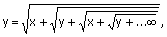 y = √(x + √(y + √(x + √(y + ...∞)))) ,